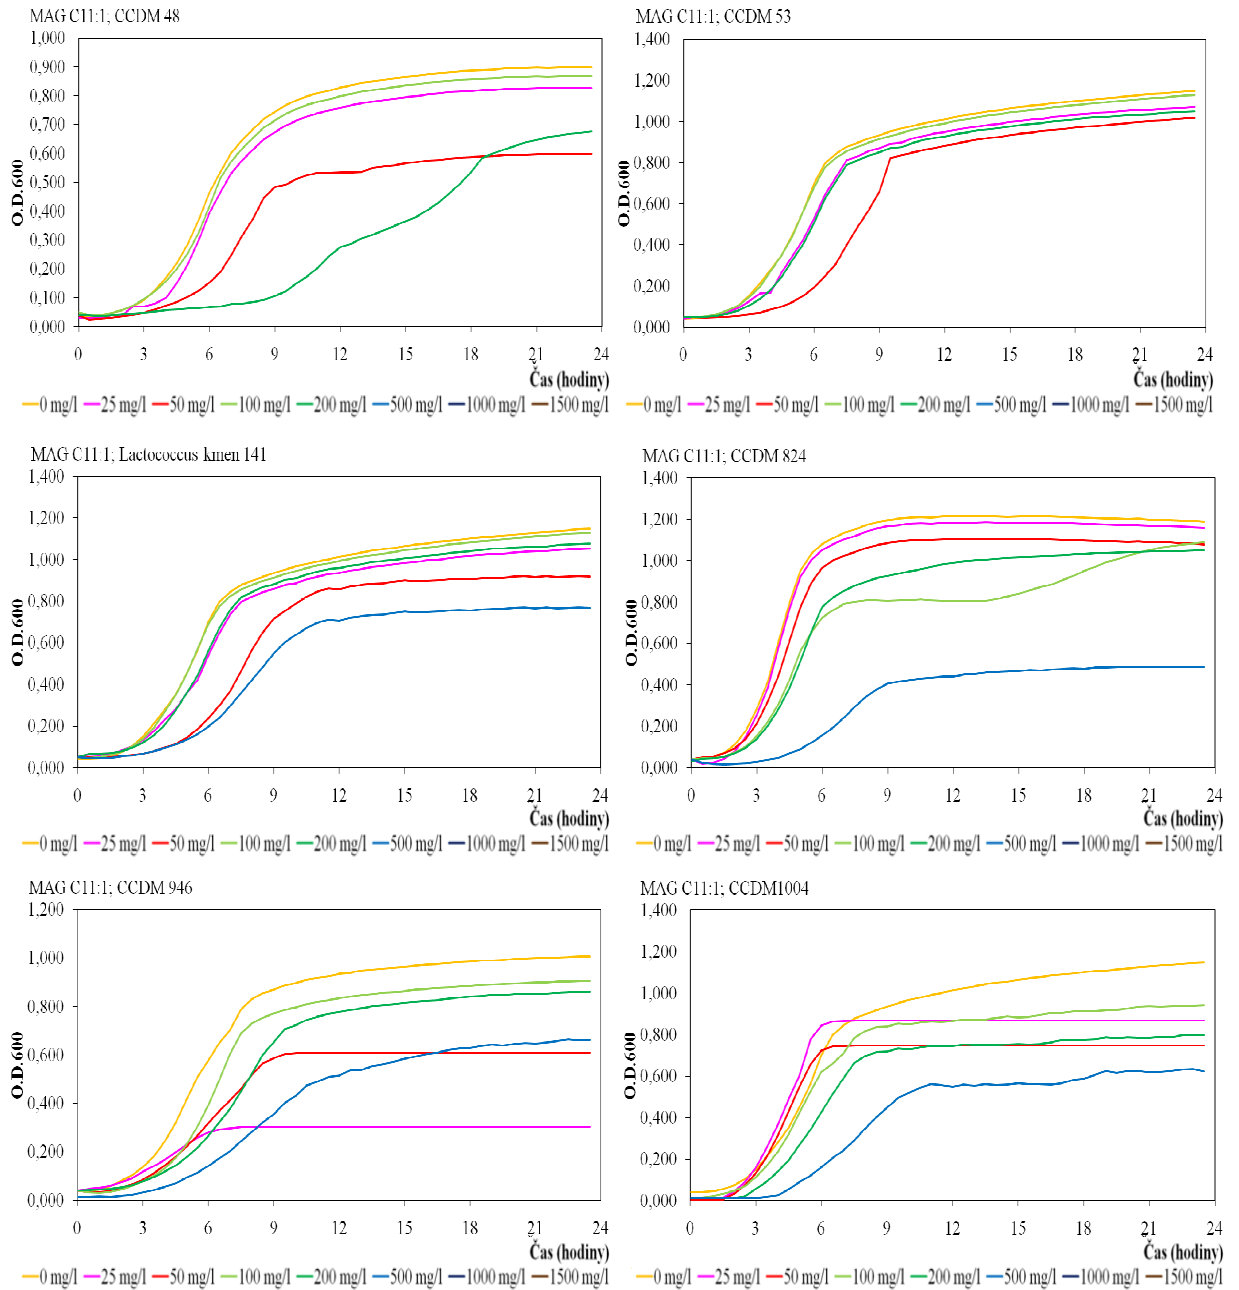 MAG C11:1; CCDM 48
1,000
0,900
0,800
0,700
0,600
0,500
0,400
0,300
0,200
0,100
0,000
O.D.600
0 3 6 9 12 15 18 21 24
Čas (hodiny)
0 mg/l 25 mg/l 50 mg/l 100 mg/l 200 mg/l 500 mg/l 1000 mg/l 1500 mg/l
MAG C11:1; CCDM 53
1,400
1,200
1,000
0,800
0,600
0,400
0,200
0,000
O.D.600
0 3 6 9 12 15 18 21 24
Čas (hodiny)
0 mg/l 25 mg/l 50 mg/l 100 mg/l 200 mg/l 500 mg/l 1000 mg/l 1500 mg/l
MAG C11:1; Lactococcus kmen 141
1,400
1,200
1,000
0,800
0,600
0,400
0,200
0,000
O.D.600
0 3 6 9 12 15 18 21 24
Čas (hodiny)
0 mg/l 25 mg/l 50 mg/l 100 mg/l 200 mg/l 500 mg/l 1000 mg/l 1500 mg/l
MAG C11:1; CCDM 824
1,400
1,200
1,000
0,800
0,600
0,400
0,200
0,000
O.D.600
0 3 6 9 12 15 18 21 24
Čas (hodiny)
0 mg/l 25 mg/l 50 mg/l 100 mg/l 200 mg/l 500 mg/l 1000 mg/l 1500 mg/l
MAG C11:1; CCDM 946
1,200
1,000
0,800
0,600
0,400
0,200
0,000
O.D.600
0 3 6 9 12 15 18 21 24
Čas (hodiny)
0 mg/l 25 mg/l 50 mg/l 100 mg/l 200 mg/l 500 mg/l 1000 mg/l 1500 mg/l
MAG C11:1; CCDM1004
1,400
1,200
1,000
0,800
0,600
0,400
0,200
0,000
O.D.600
0 3 6 9 12 15 18 21 24
Čas (hodiny)
0 mg/l 25 mg/l 50 mg/l 100 mg/l 200 mg/l 500 mg/l 1000 mg/l 1500 mg/l